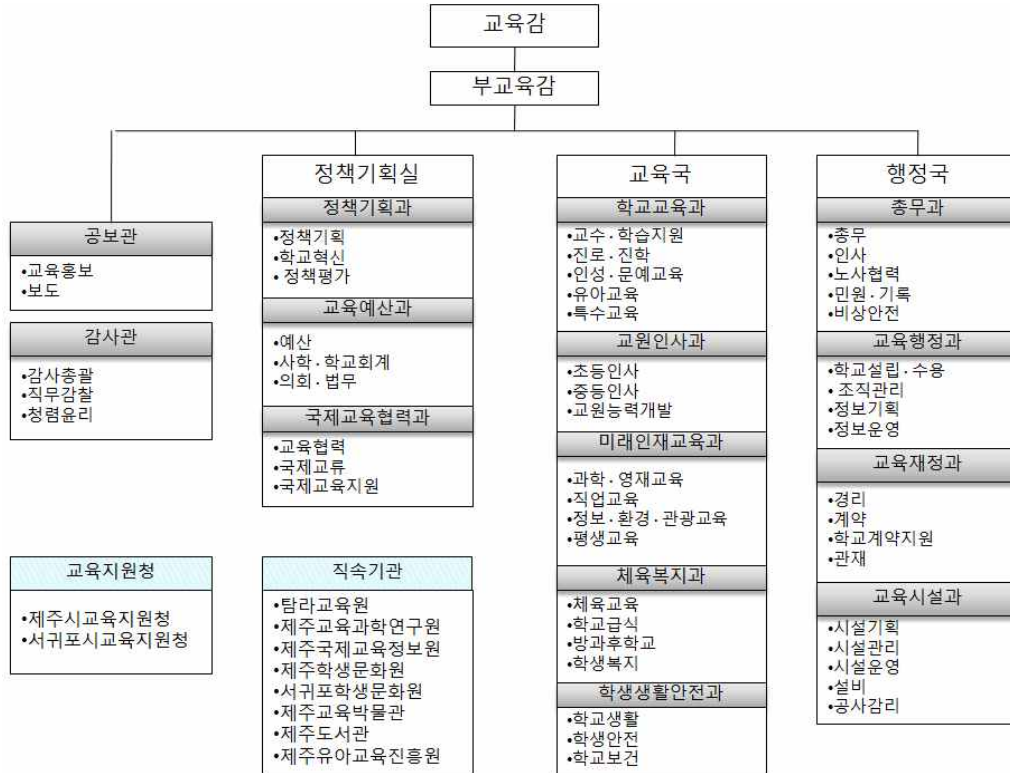 교육감
부교육감
공보관
•교육홍보
•보도
감사관
•감사총괄
•직무감찰
•청렴윤리
정책기획실
정책기획과
•정책기획
•학교혁신
• 정책평가
교육예산과
•예산
•사학·학교회계
•의회·법무
국제교육협력과
•교육협력
•국제교류
•국제교육지원
교육국
학교교육과
•교수·학습지원
•진로·진학
•인성·문예교육
•유아교육
•특수교육
교원인사과
•초등인사
•중등인사
•교원능력개발
미래인재교육과
•과학·영재교육
•직업교육
•정보·환경·관광교육
•평생교육
체육복지과
•체육교육
•학교급식
•방과후학교
•학생복지
학생생활안전과
•학교생활
•학생안전
•학교보건
행정국
총무과
•총무
•인사
•노사협력
•민원·기록
•비상안전
교육행정과
•학교설립·수용
• 조직관리
•정보기획
•정보운영
교육재정과
•경리
•계약
•학교계약지원
•관재
교육시설과
•시설기획
•시설관리
•시설운영
•설비
•공사감리
교육지원청
•제주시교육지원청
•서귀포시교육지원청
직속기관
•탐라교육원
•제주교육과학연구원
•제주국제교육정보원
•제주학생문화원
•서귀포학생문화원
•제주교육박물관
•제주도서관
•제주유아교육진흥원